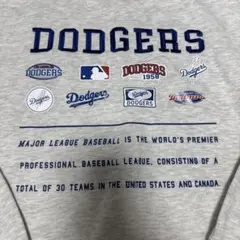 DODGERS
DODGERS
DODGERS 1958
Dodgers
Dodgers
DODGERS
MAJOR LEAGUE BASEBALL IS THE WORLD'S PREMIER
PROFESSIONAL BASEBALL LEAGUE, CONSISTING OF A
TOTAL OF 30 TEAMS IN THE UNITED STATES AND CANADA.